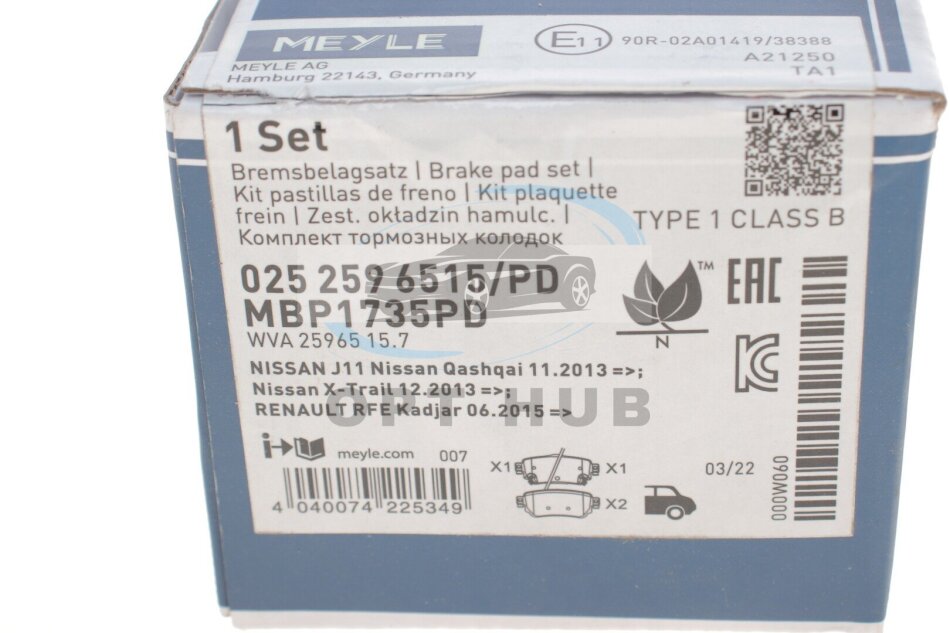 MEYLE
MEYLE AG
Hamburg 22143, Germany
E11 90R-02A01419/38388
A21250
TA1
1 Set
Bremsbelagsatz | Brake pad set |
Kit pastillas de freno | Kit plaquette
frein | Zest. okładzin hamulc. |
Комплект тормозных колодок
TYPE 1 CLASS B
025 259 6515/PD
MBP1735PD
WVA 25965 15.7
TM
N
EAC
NISSAN J11 Nissan Qashqai 11.2013 =>;
Nissan X-Trail 12.2013 =>;
RENAULT RFE Kadjar 06.2015 =>
OPT HUB
meyle.com 007
4 040074 225349
X1 X1
X2
03/22
000W060